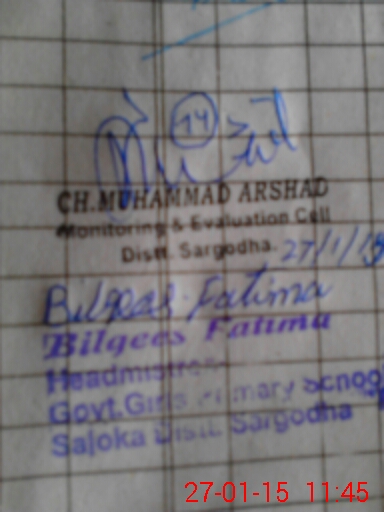 14
CH.MUHAMMAD ARSHAD
Monitoring & Evaluation Cell
Distt. Sargodha. 27/1/15
Bilqees Fatima
Bilqees Fatima
Headmistress
Govt.Girls Primary School
Sajoka Distt. Sargodha
27-01-15 11:45